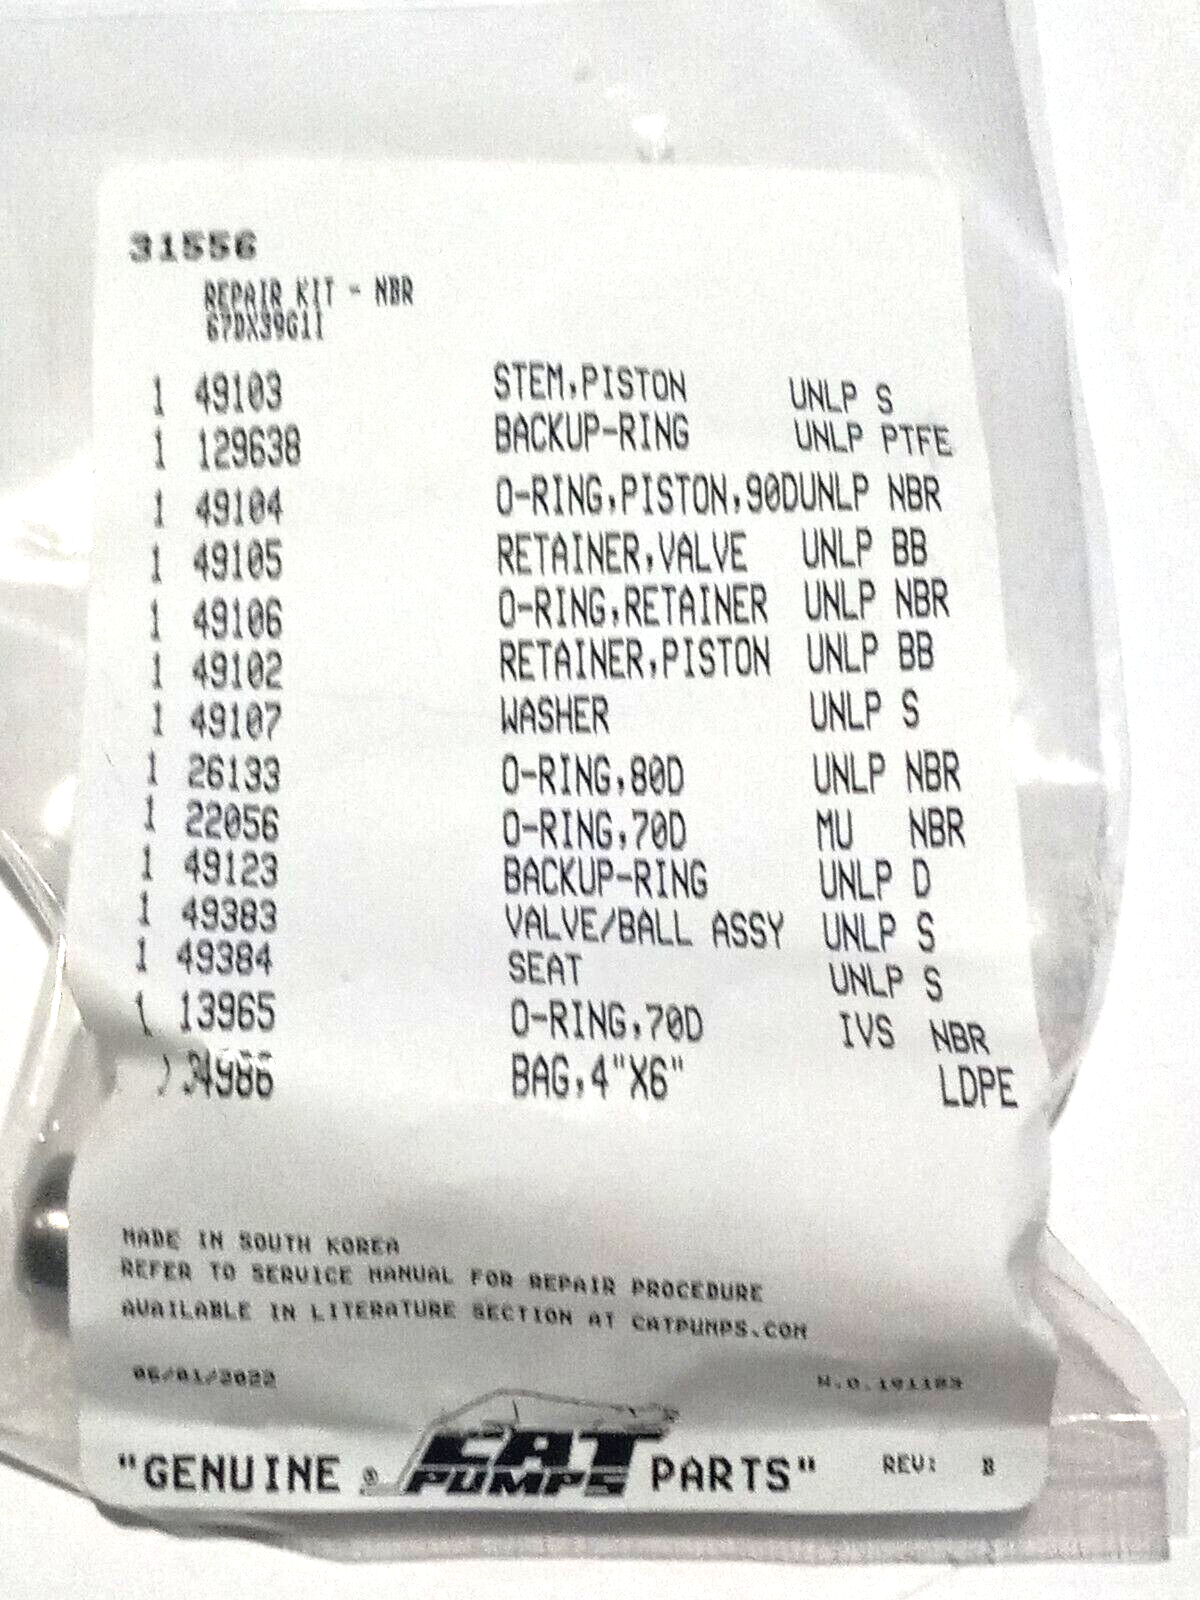 31556
REPAIR KIT - NBR
67DX39G1I
1 49103 STEM,PISTON UNLP S
1 129638 BACKUP-RING UNLP PTFE
1 49104 O-RING,PISTON,90DUNLP NBR
1 49105 RETAINER,VALVE UNLP BB
1 49106 O-RING,RETAINER UNLP NBR
1 49102 RETAINER,PISTON UNLP BB
1 49107 WASHER UNLP S
1 26133 O-RING,80D UNLP NBR
1 22056 O-RING,70D MU NBR
1 49123 BACKUP-RING UNLP D
1 49383 VALVE/BALL ASSY UNLP S
1 49384 SEAT UNLP S
1 13965 O-RING,70D IVS NBR
34986 BAG,4"X6" LDPE
MADE IN SOUTH KOREA
REFER TO SERVICE MANUAL FOR REPAIR PROCEDURE
AVAILABLE IN LITERATURE SECTION AT CATPUMPS.COM
06/01/2022 W.O.191183
"GENUINE ® CAT PUMPS PARTS" REV: B